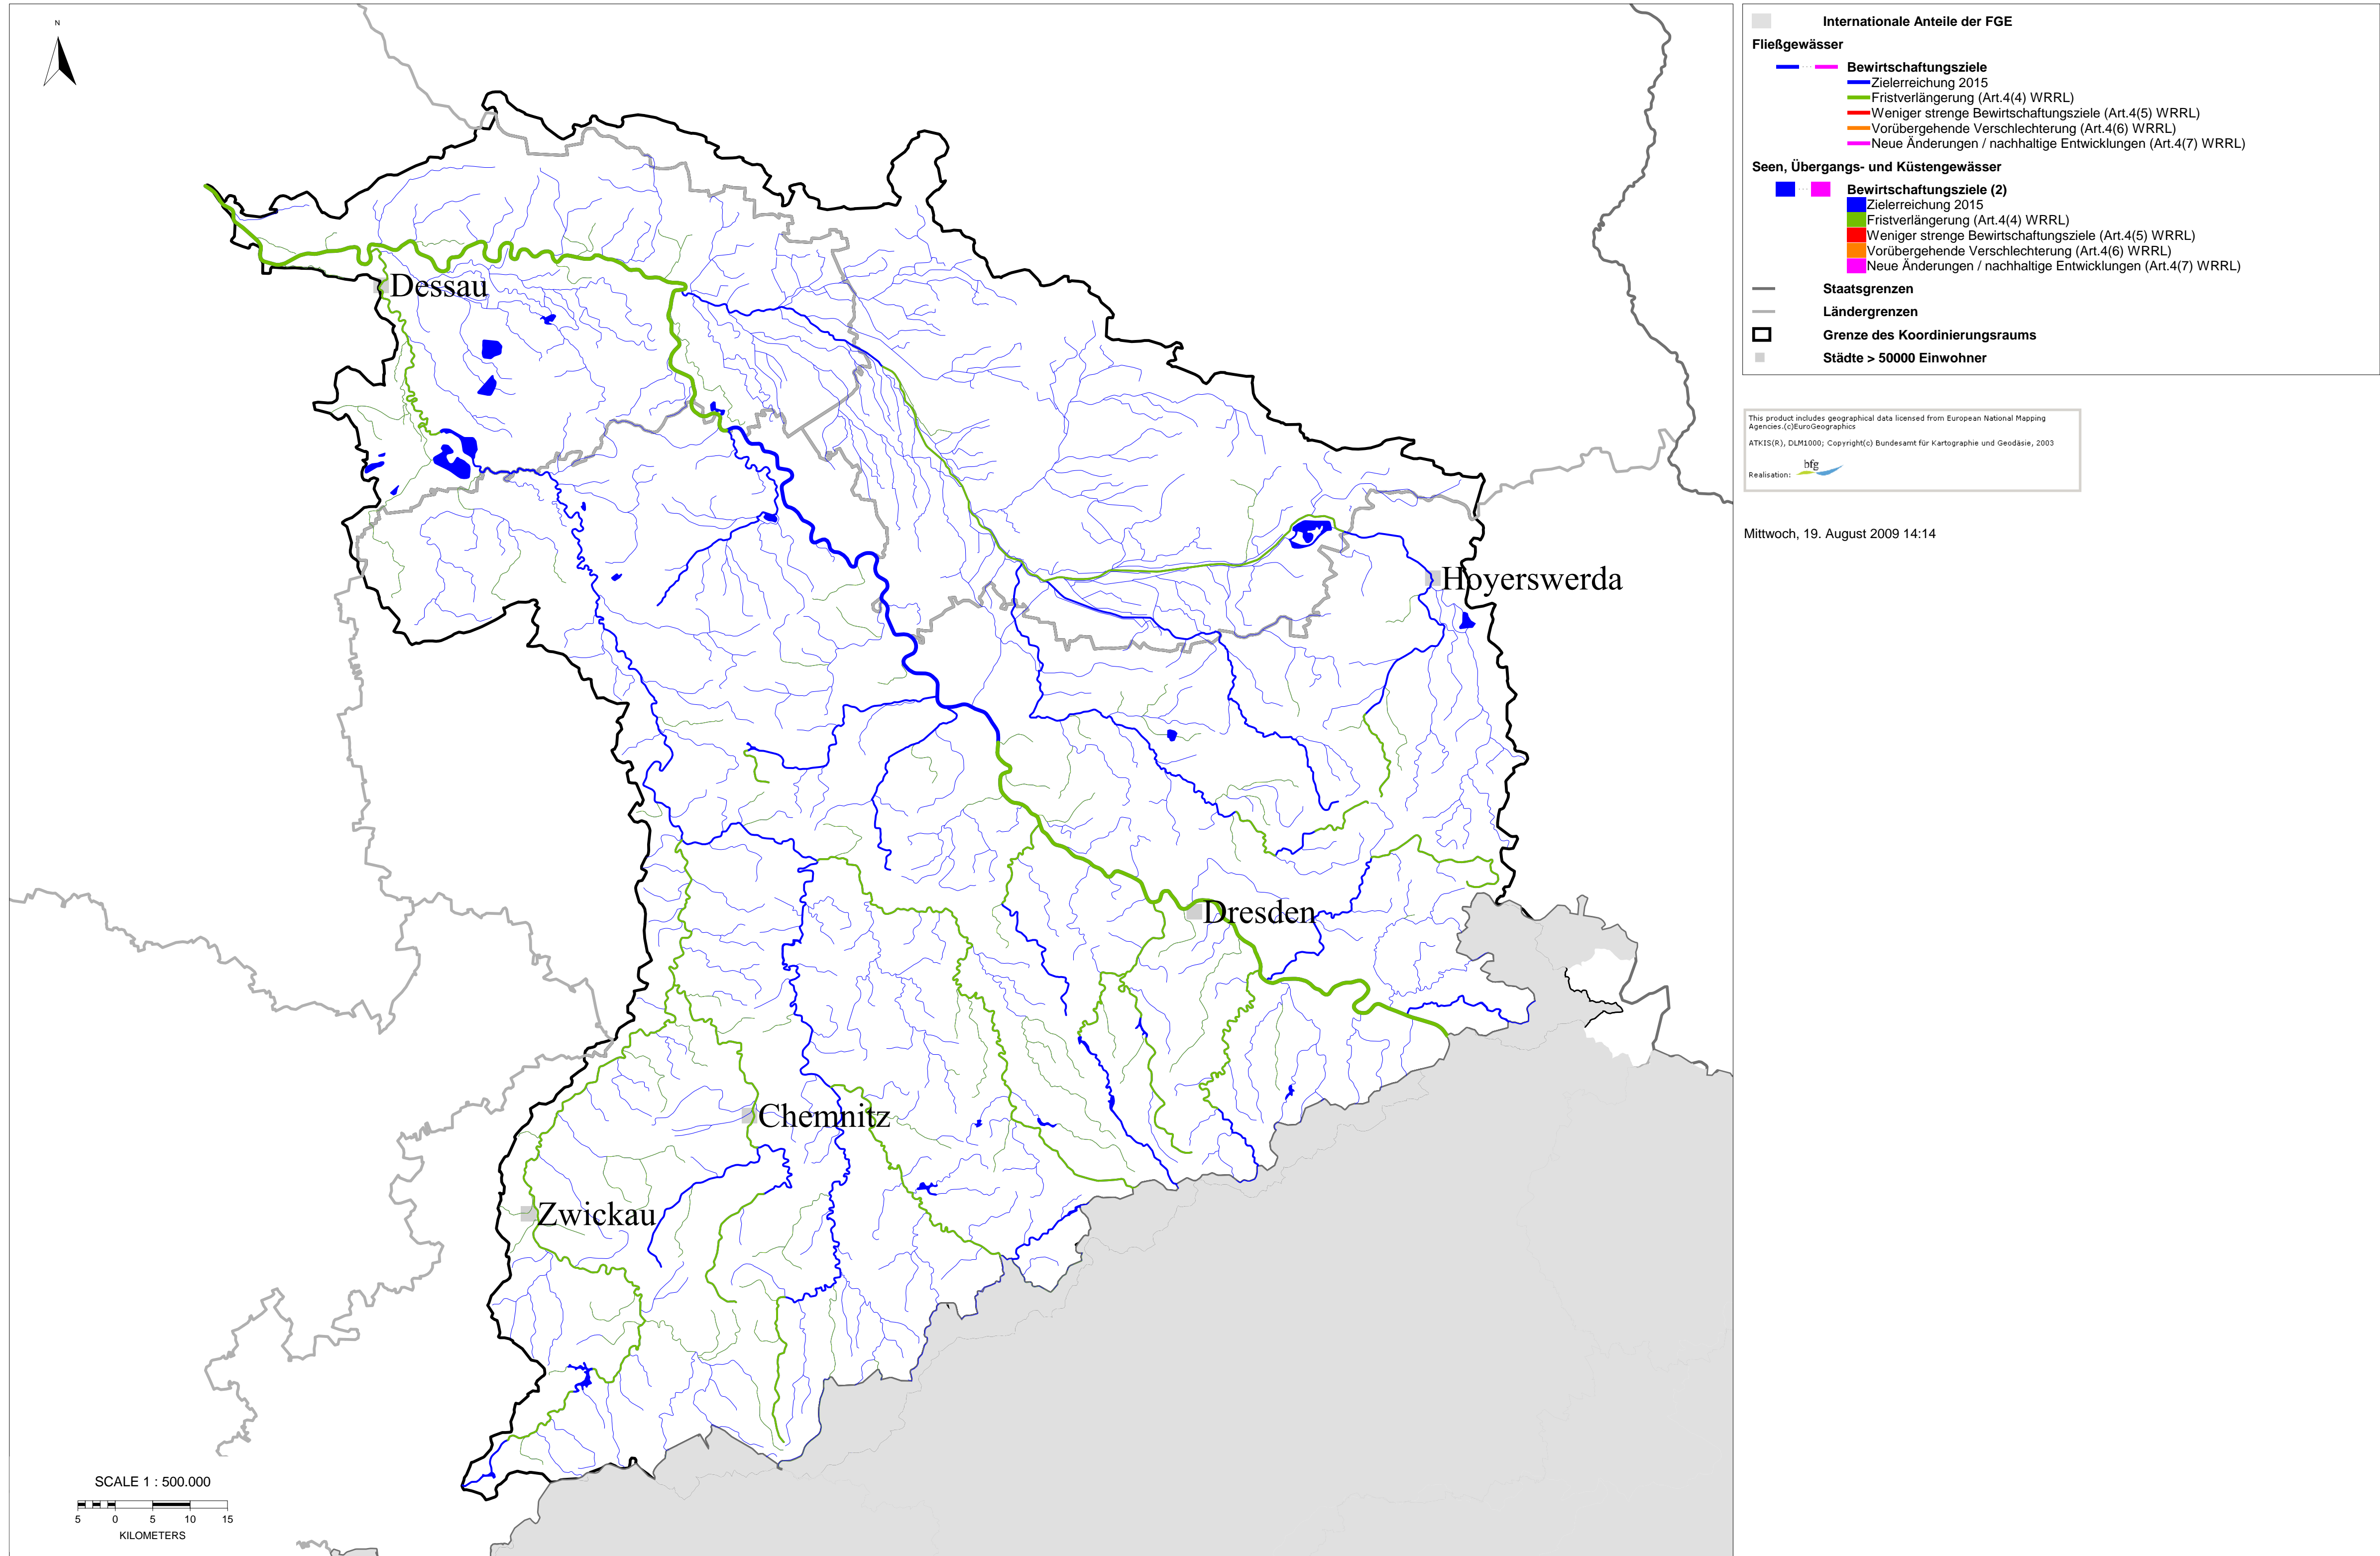 N
Dessau
Hoyerswerda
Dresden
Chemnitz
Zwickau
SCALE 1 : 500.000
5 0 5 10 15
KILOMETERS
Internationale Anteile der FGE
Fließgewässer
Bewirtschaftungsziele
Zielerreichung 2015
Fristverlängerung (Art.4(4) WRRL)
Weniger strenge Bewirtschaftungsziele (Art.4(5) WRRL)
Vorübergehende Verschlechterung (Art.4(6) WRRL)
Neue Änderungen / nachhaltige Entwicklungen (Art.4(7) WRRL)
Seen, Übergangs- und Küstengewässer
Bewirtschaftungsziele (2)
Zielerreichung 2015
Fristverlängerung (Art.4(4) WRRL)
Weniger strenge Bewirtschaftungsziele (Art.4(5) WRRL)
Vorübergehende Verschlechterung (Art.4(6) WRRL)
Neue Änderungen / nachhaltige Entwicklungen (Art.4(7) WRRL)
Staatsgrenzen
Ländergrenzen
Grenze des Koordinierungsraums
Städte > 50000 Einwohner
This product includes geographical data licensed from European National Mapping
Agencies.(c)EuroGeographics
ATKIS(R), DLM1000; Copyright(c) Bundesamt für Kartographie und Geodäsie, 2003
Realisation: bfg
Mittwoch, 19. August 2009 14:14